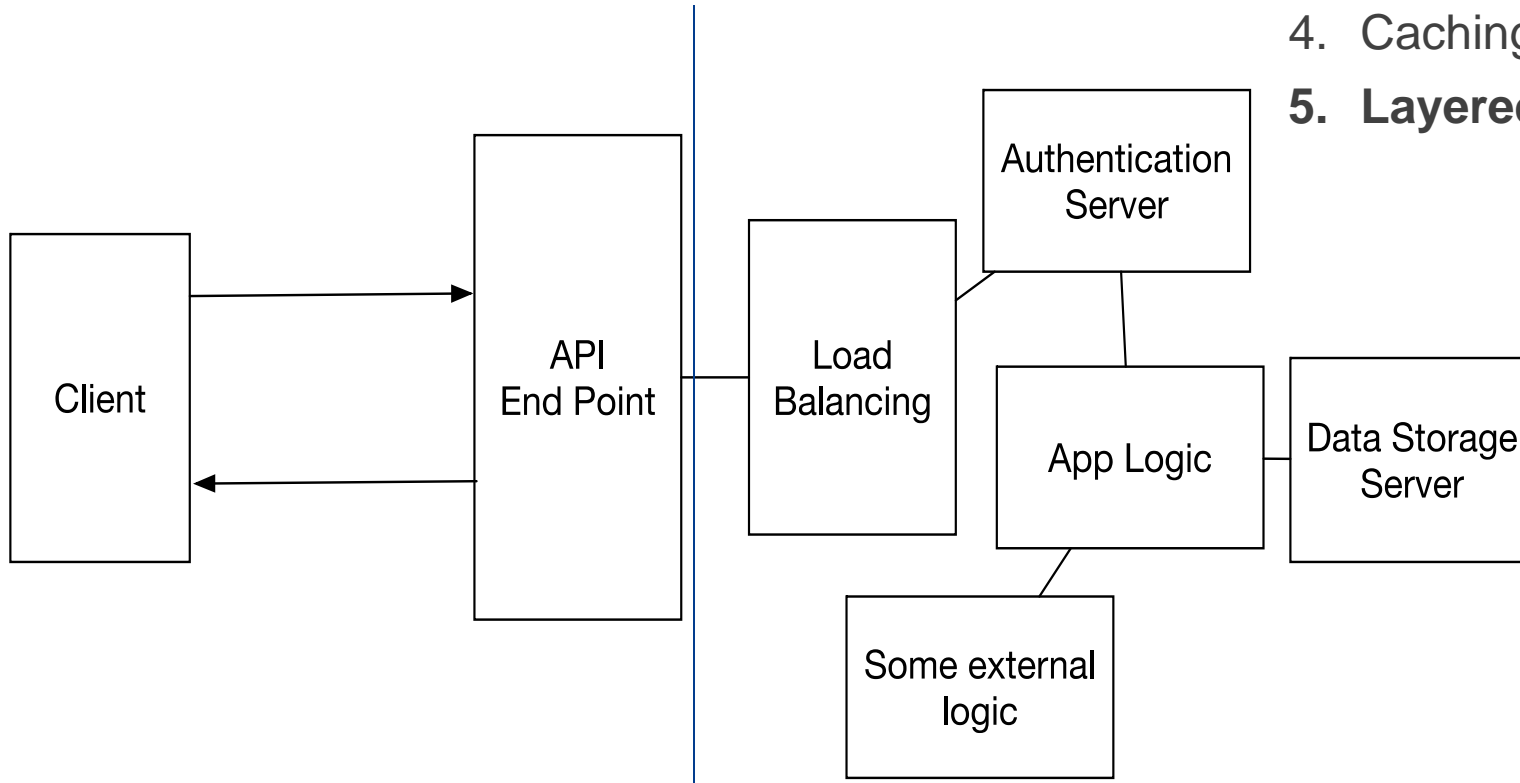 4. Caching
5. Layered
Authentication
Server
Client
API
End Point
Load
Balancing
App Logic
Data Storage
Server
Some external
logic